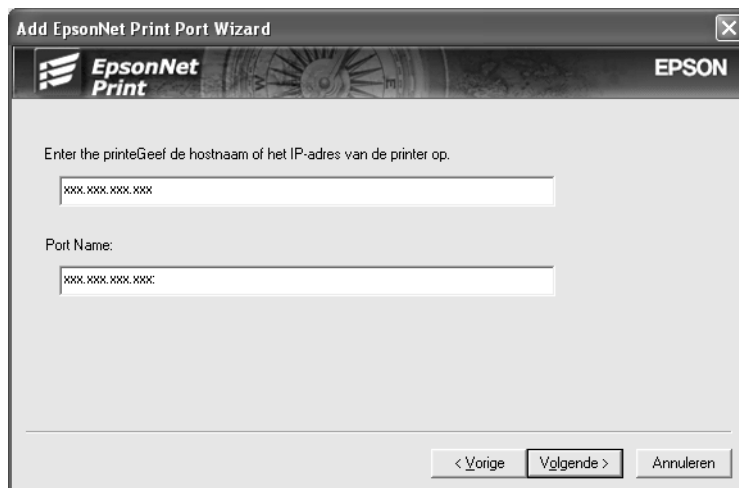 Add EpsonNet Print Port Wizard
EpsonNet
Print
EPSON
Enter the printeGeef de hostnaam of het IP-adres van de printer op.
xxx.xxx.xxx.xxx
Port Name:
xxx.xxx.xxx.xxx:
< Vorige
Volgende >
Annuleren